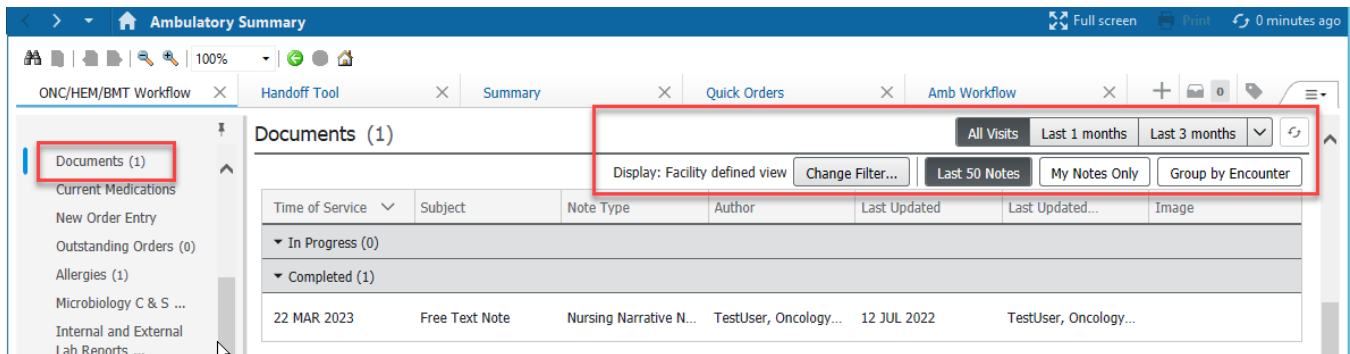 Ambulatory Summary Full screen Print 0 minutes ago
100%
ONC/HEM/BMT Workflow Handoff Tool Summary Quick Orders Amb Workflow 0
Documents (1)
Current Medications
New Order Entry
Outstanding Orders (0)
Allergies (1)
Microbiology C & S ...
Internal and External
Lab Reports ...
Documents (1) All Visits Last 1 months Last 3 months
Display: Facility defined view Change Filter... Last 50 Notes My Notes Only Group by Encounter
Time of Service Subject Note Type Author Last Updated Last Updated... Image
In Progress (0)
Completed (1)
22 MAR 2023 Free Text Note Nursing Narrative N... TestUser, Oncology... 12 JUL 2022 TestUser, Oncology...